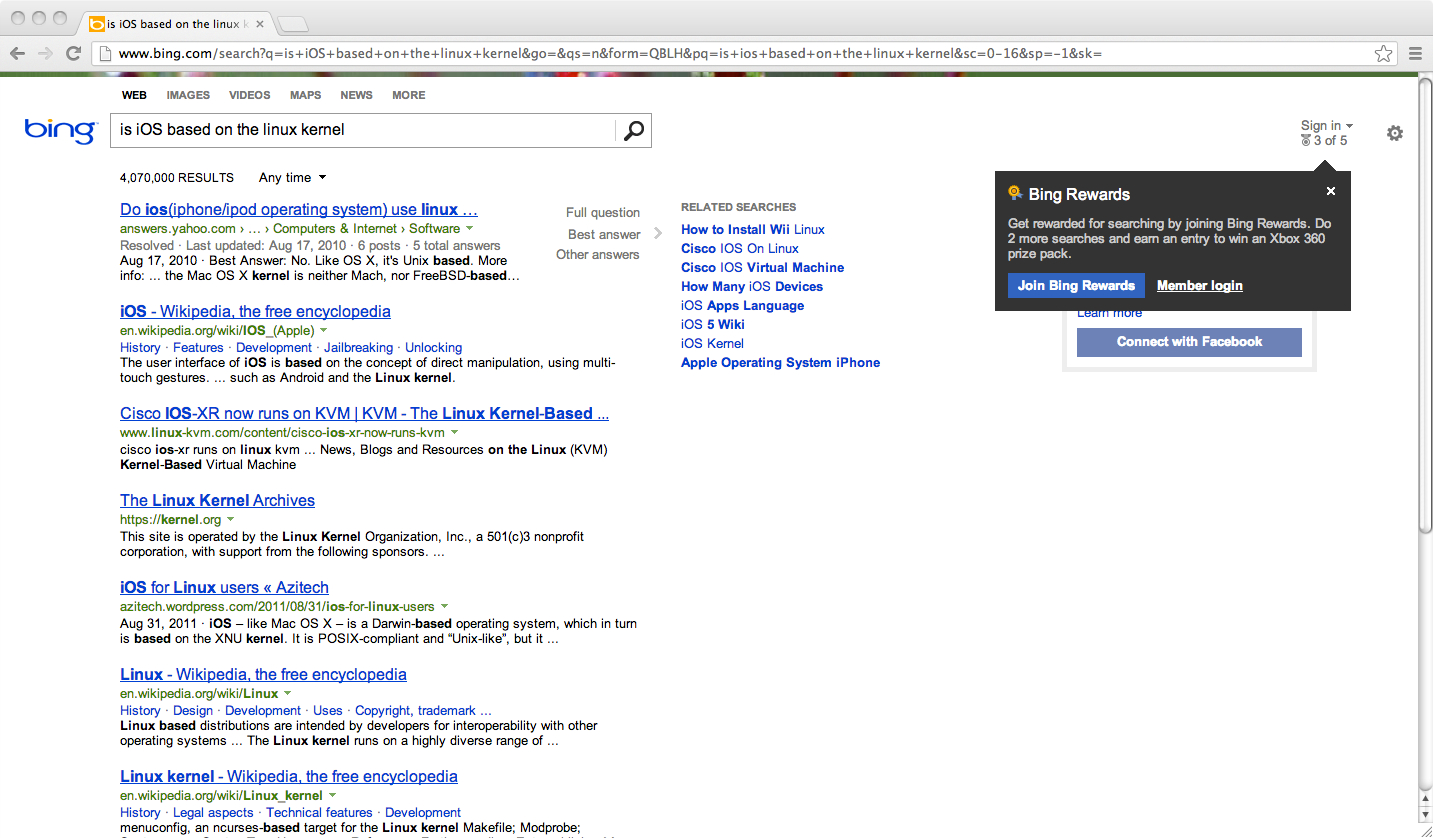 is iOS based on the linux k
www.bing.com/search?q=is+iOS+based+on+the+linux+kernel&go=&qs=n&form=QBLH&pq=is+ios+based+on+the+linux+kernel&sc=0-16&sp=-1&sk=
WEB IMAGES VIDEOS MAPS NEWS MORE
bing
is iOS based on the linux kernel
Sign in
3 of 5
4,070,000 RESULTS Any time
Do ios(iphone/ipod operating system) use linux …
answers.yahoo.com › … › Computers & Internet › Software
Resolved · Last updated: Aug 17, 2010 · 6 posts · 5 total answers
Aug 17, 2010 · Best Answer: No. Like OS X, it's Unix based. More
info: ... the Mac OS X kernel is neither Mach, nor FreeBSD-based…
Full question
Best answer
Other answers
iOS - Wikipedia, the free encyclopedia
en.wikipedia.org/wiki/IOS_(Apple)
History · Features · Development · Jailbreaking · Unlocking
The user interface of iOS is based on the concept of direct manipulation, using multi-
touch gestures. ... such as Android and the Linux kernel.
Cisco IOS-XR now runs on KVM | KVM - The Linux Kernel-Based ...
www.linux-kvm.com/content/cisco-ios-xr-now-runs-kvm
cisco ios-xr runs on linux kvm ... News, Blogs and Resources on the Linux (KVM)
Kernel-Based Virtual Machine
The Linux Kernel Archives
https://kernel.org
This site is operated by the Linux Kernel Organization, Inc., a 501(c)3 nonprofit
corporation, with support from the following sponsors. ...
iOS for Linux users « Azitech
azitech.wordpress.com/2011/08/31/ios-for-linux-users
Aug 31, 2011 · iOS – like Mac OS X – is a Darwin-based operating system, which in turn
is based on the XNU kernel. It is POSIX-compliant and “Unix-like”, but it ...
Linux - Wikipedia, the free encyclopedia
en.wikipedia.org/wiki/Linux
History · Design · Development · Uses · Copyright, trademark ...
Linux based distributions are intended by developers for interoperability with other
operating systems ... The Linux kernel runs on a highly diverse range of ...
Linux kernel - Wikipedia, the free encyclopedia
en.wikipedia.org/wiki/Linux_kernel
History · Legal aspects · Technical features · Development
menuconfig, an ncurses-based target for the Linux kernel Makefile; Modprobe;
RELATED SEARCHES
How to Install Wii Linux
Cisco IOS On Linux
Cisco IOS Virtual Machine
How Many iOS Devices
iOS Apps Language
iOS 5 Wiki
iOS Kernel
Apple Operating System iPhone
Bing Rewards
Get rewarded for searching by joining Bing Rewards. Do
2 more searches and earn an entry to win an Xbox 360
prize pack.
Join Bing Rewards Member login
Learn more
Connect with Facebook